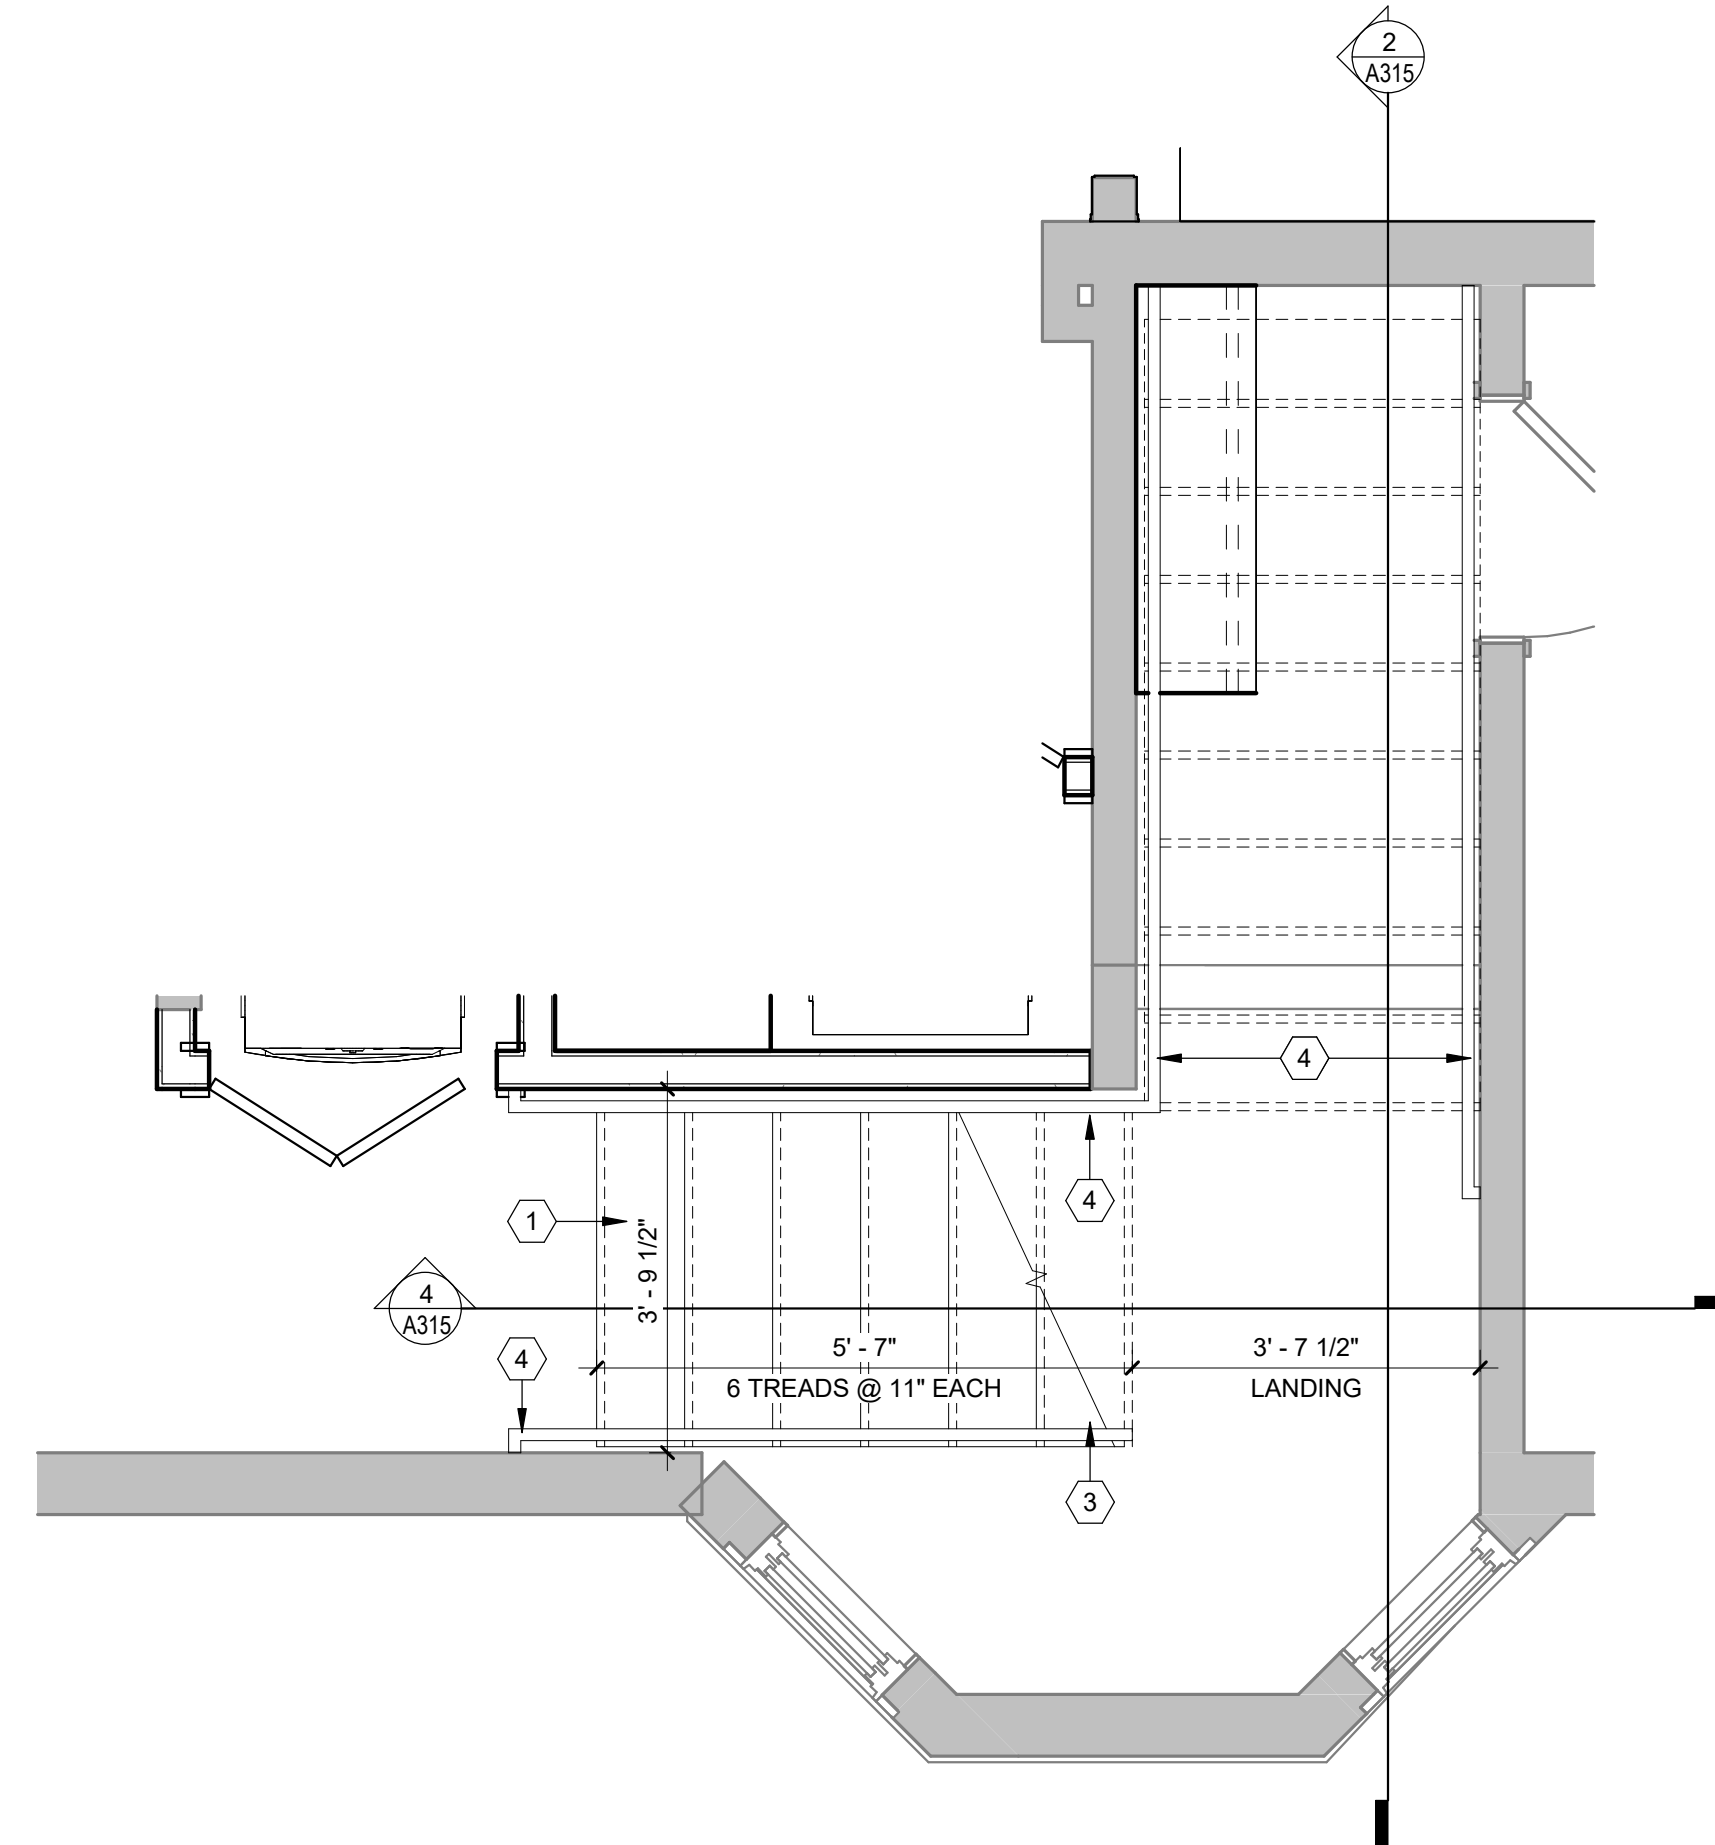 2
A315
4
4
1
3' - 9 1/2"
4
A315
4
5' - 7"
6 TREADS @ 11" EACH
3' - 7 1/2"
LANDING
3